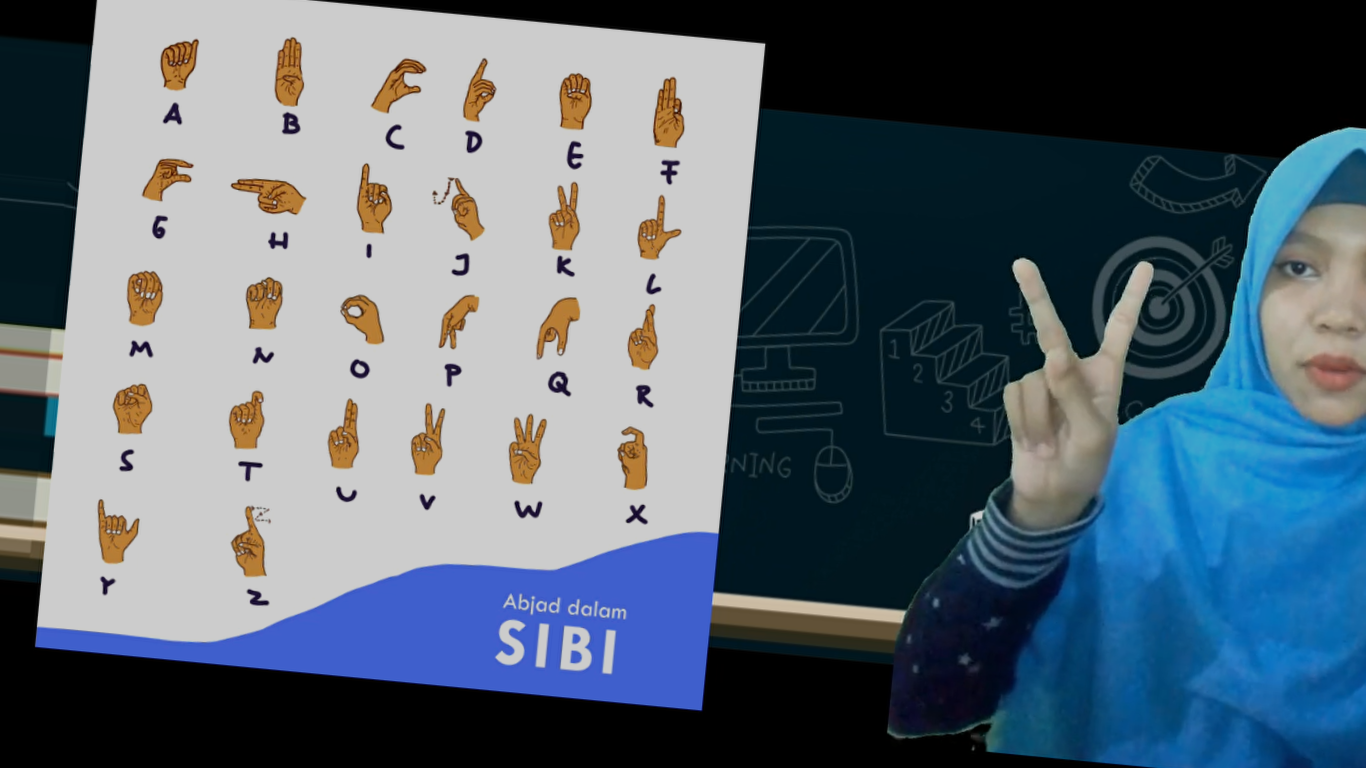 A B C D E F
G H I J K L
M N O P Q R
S T U V W X
Y Z
Abjad dalam
SIBI
1
2
3
4
NING